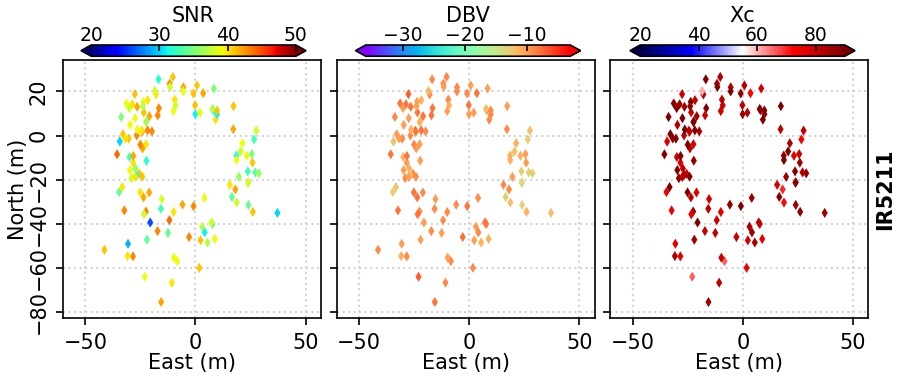 SNR
20 30 40 50
DBV
−30 −20 −10
Xc
20 40 60 80
North (m)
20
0
−20
−40
−60
−80
−50 0 50
East (m)
−50 0 50
East (m)
−50 0 50
East (m)
IR5211